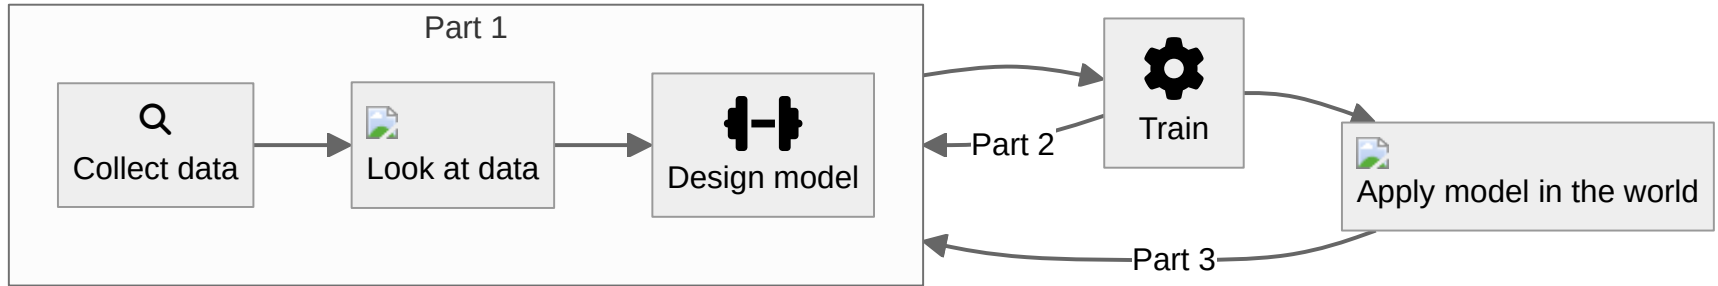 Part 1
Collect data
Look at data
Design model
Train
Part 2
Apply model in the world
Part 3